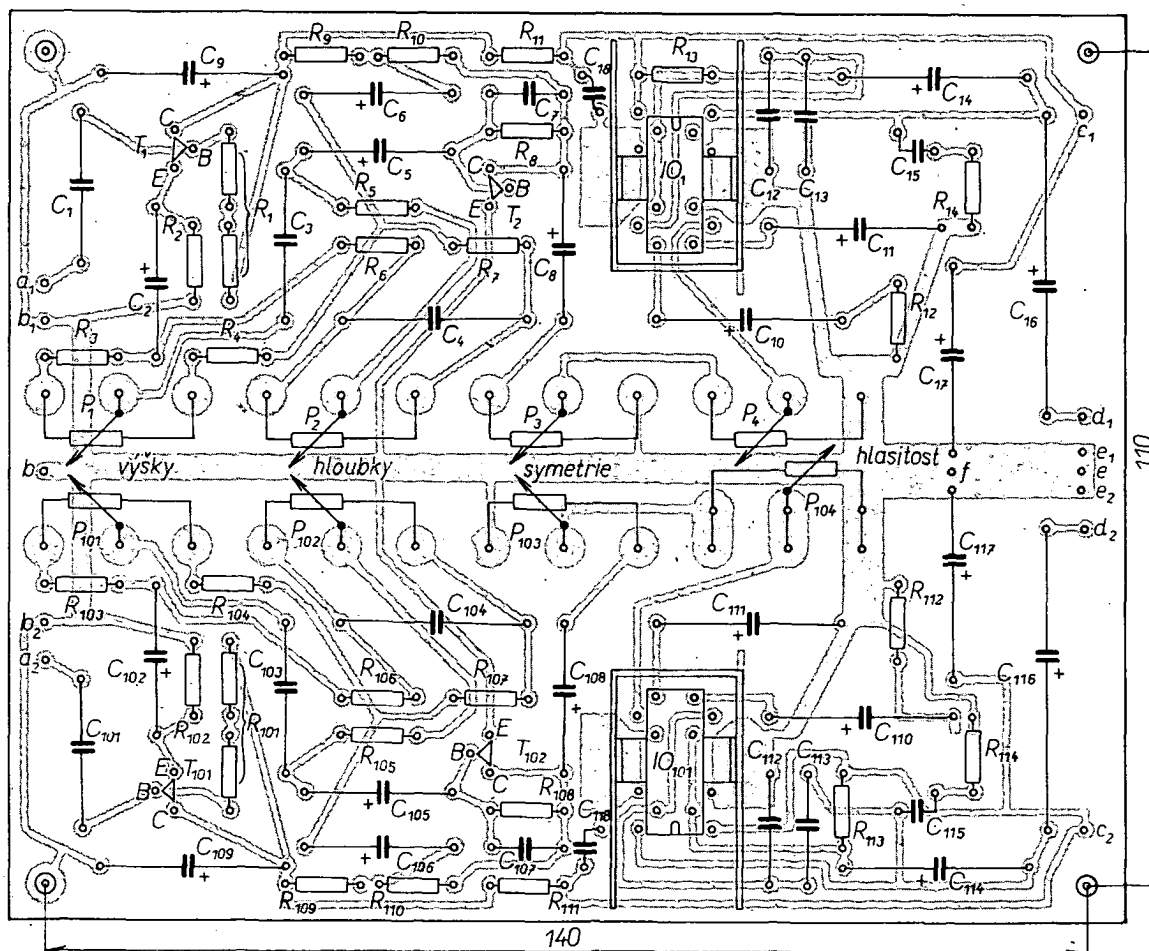 R9 R10 R11
C9 C18 R13
C6 C7 C14
c1
C T1 B E
C5 R8 C B E T2
IO1
C12 C13 C15
C1 R2 R1 C3 R5 R14
C2 R6 R7 C8 C11
a1
b1
R3 R4 C4 C10 R12 C16
C17
P1 P2 P3 P4
d1
b výšky hloubky symetrie hlasitost f e1
e
e2
P101 P102 P103 P104
d2
C117
R103 R104 R112
b2 C104 C111
a2
C102 C103 R106 R107 C108 C116
C101 R102 R101 R105 E B T102 C IO101 C112 C113 C110 R114
E T101 B C
C105 R108 C118 R113 C115 c2
C109 C106 C107 C114
R109 R110 R111
140
110